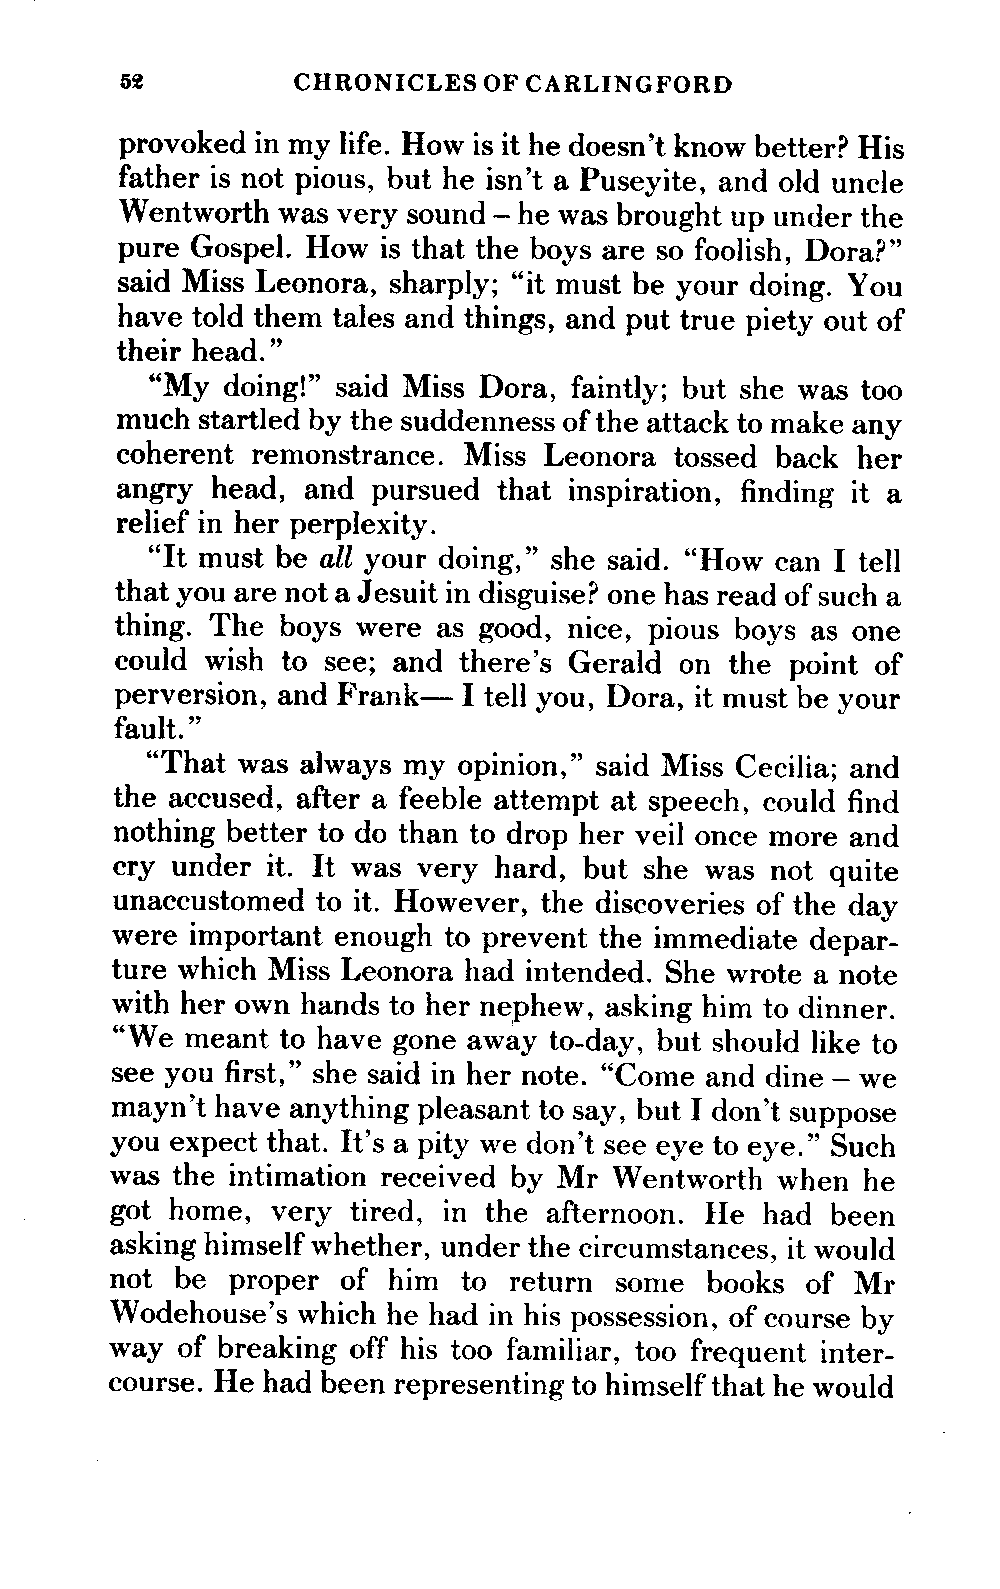 52 CHRONICLES OF CARLINGFORD
provoked in my life. How is it he doesn't know better? His
father is not pious, but he isn't a Puseyite, and old uncle
Wentworth was very sound – he was brought up under the
pure Gospel. How is that the boys are so foolish, Dora?”
said Miss Leonora, sharply; “it must be your doing. You
have told them tales and things, and put true piety out of
their head.”
“My doing!” said Miss Dora, faintly; but she was too
much startled by the suddenness of the attack to make any
coherent remonstrance. Miss Leonora tossed back her
angry head, and pursued that inspiration, finding it a
relief in her perplexity.
“It must be all your doing,” she said. “How can I tell
that you are not a Jesuit in disguise? one has read of such a
thing. The boys were as good, nice, pious boys as one
could wish to see; and there's Gerald on the point of
perversion, and Frank— I tell you, Dora, it must be your
fault.”
“That was always my opinion,” said Miss Cecilia; and
the accused, after a feeble attempt at speech, could find
nothing better to do than to drop her veil once more and
cry under it. It was very hard, but she was not quite
unaccustomed to it. However, the discoveries of the day
were important enough to prevent the immediate depar-
ture which Miss Leonora had intended. She wrote a note
with her own hands to her nephew, asking him to dinner.
“We meant to have gone away to-day, but should like to
see you first,” she said in her note. “Come and dine – we
mayn't have anything pleasant to say, but I don't suppose
you expect that. It's a pity we don't see eye to eye.” Such
was the intimation received by Mr Wentworth when he
got home, very tired, in the afternoon. He had been
asking himself whether, under the circumstances, it would
not be proper of him to return some books of Mr
Wodehouse's which he had in his possession, of course by
way of breaking off his too familiar, too frequent inter-
course. He had been representing to himself that he would